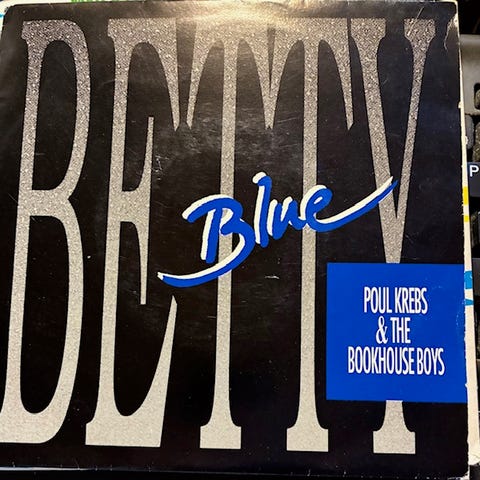 BETTY
Blue
POUL KREBS
& THE
BOOKHOUSE BOYS
P